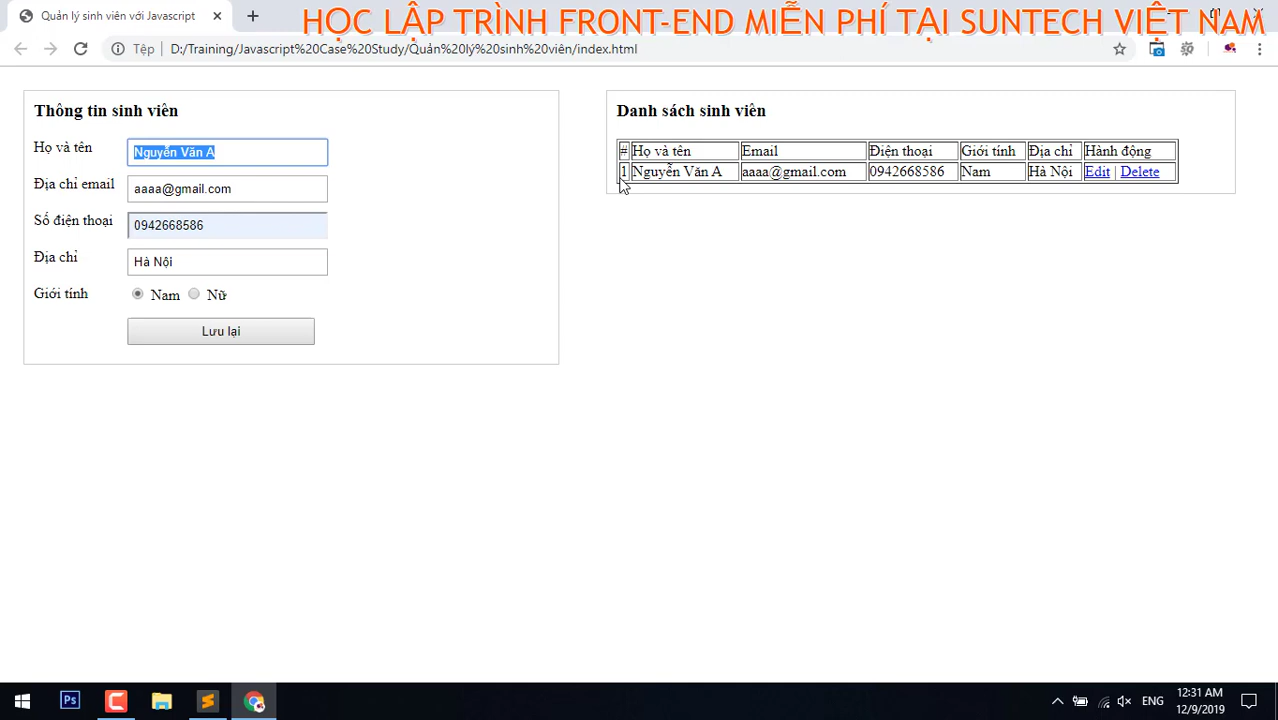 Quản lý sinh viên với Javascript
HỌC LẬP TRÌNH FRONT-END MIỄN PHÍ TẠI SUNTECH VIỆT NAM
Tệp | D:/Training/Javascript%20Case%20Study/Quản%20lý%20sinh%20viên/index.html
Thông tin sinh viên
Họ và tên Nguyễn Văn A
Địa chỉ email aaaa@gmail.com
Số điện thoại 0942668586
Địa chỉ Hà Nội
Giới tính Nam Nữ
Lưu lại
Danh sách sinh viên
# Họ và tên Email Điện thoại Giới tính Địa chỉ Hành động
1 Nguyễn Văn A aaaa@gmail.com 0942668586 Nam Hà Nội Edit | Delete
Ps
ENG
12:31 AM
12/9/2019